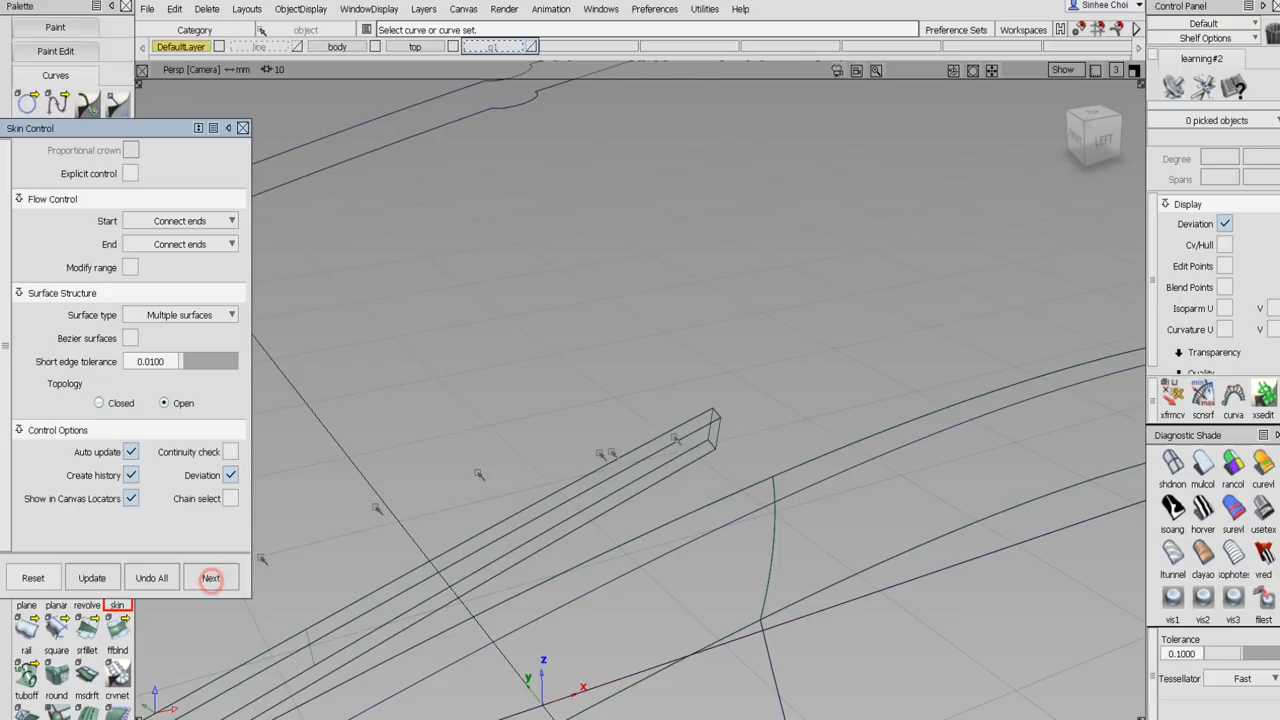 Palette
Edit
Delete
Layouts
ObjectDisplay
WindowDisplay
Layers
Canvas
Render
Animation
Windows
Preferences
Utilities
Sinhee Choi
Control Panel
File
Paint
Category
object
Select curve or curve set.
Preference Sets
Workspaces
Default
Shelf Options
Paint Edit
DefaultLayer
line
body
top
learning#2
Curves
Persp [Camera]
mm
10
Show
3
0 picked objects
Skin Control
LEFT
Proportional crown
Explicit control
Degree
Spans
Flow Control
Display
Start
Connect ends
Deviation
End
Connect ends
Cv/Hull
Modify range
Edit Points
Blend Points
Surface Structure
Isoparm U
V
Surface type
Multiple surfaces
Curvature U
V
Bezier surfaces
Transparency
Short edge tolerance
0.0100
Topology
Closed
Open
xfrmcv
scnsrf
curva
xsedit
Control Options
Diagnostic Shade
Auto update
Continuity check
Create history
Deviation
shdnon
mulcol
rancol
curevl
Show in Canvas Locators
Chain select
isoang
horver
surevl
usetex
Reset
Update
Undo All
Next
ltunnel
clayao
vred
plane
planar
revolve
skin
vis1
vis2
vis3
filest
rail
square
srfillet
ffblnd
Tolerance
0.1000
z
y
x
Tessellator
Fast
tuboff
round
msdrft
crvnet